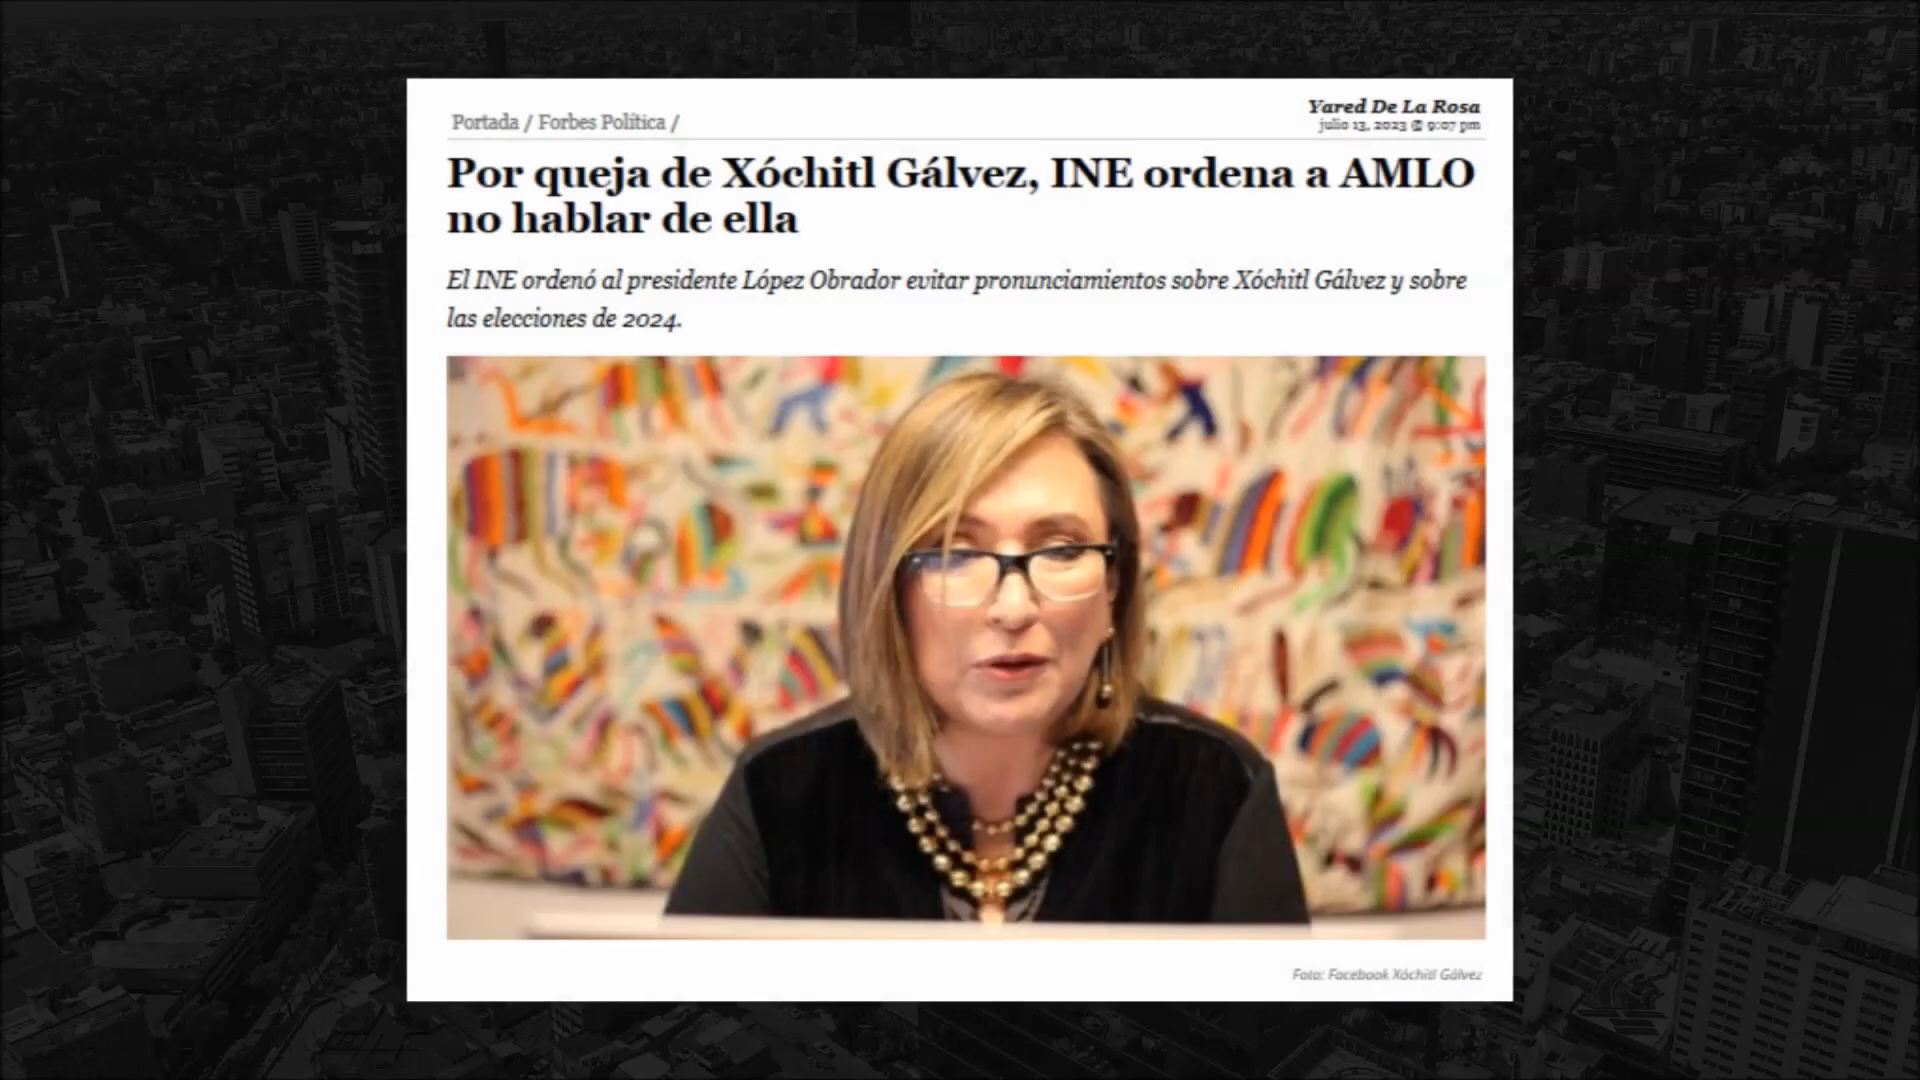 Portada / Forbes Política /
Yared De La Rosa
julio 13, 2023 @ 9:07 pm
Por queja de Xóchitl Gálvez, INE ordena a AMLO
no hablar de ella
El INE ordenó al presidente López Obrador evitar pronunciamientos sobre Xóchitl Gálvez y sobre
las elecciones de 2024.
Foto: Facebook Xóchitl Gálvez